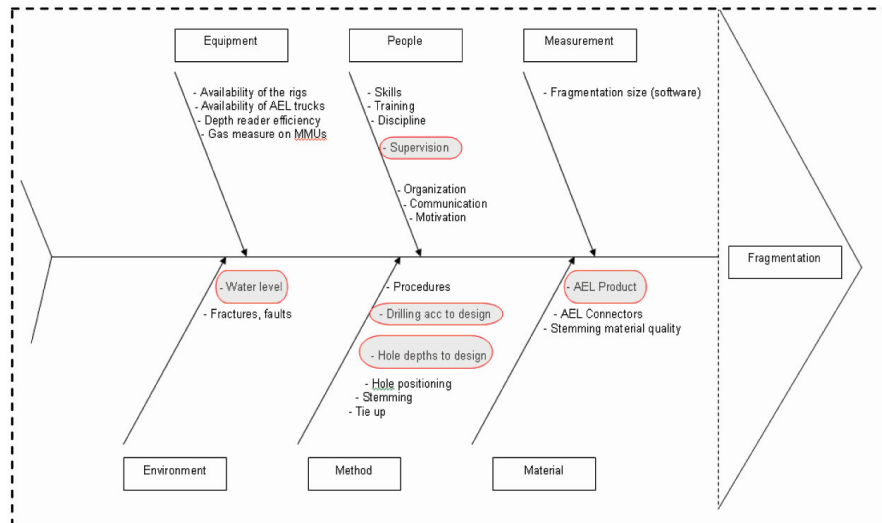 Equipment
People
Measurement
- Availability of the rigs
- Availability of AEL trucks
- Depth reader efficiency
- Gas measure on MMUs
- Skills
- Training
- Discipline
- Supervision
- Organization
- Communication
- Motivation
- Fragmentation size (software)
Fragmentation
- Water level
- Fractures, faults
- Procedures
- Drilling acc to design
- Hole depths to design
- Hole positioning
- Stemming
- Tie up
- AEL Product
- AEL Connectors
- Stemming material quality
Environment
Method
Material